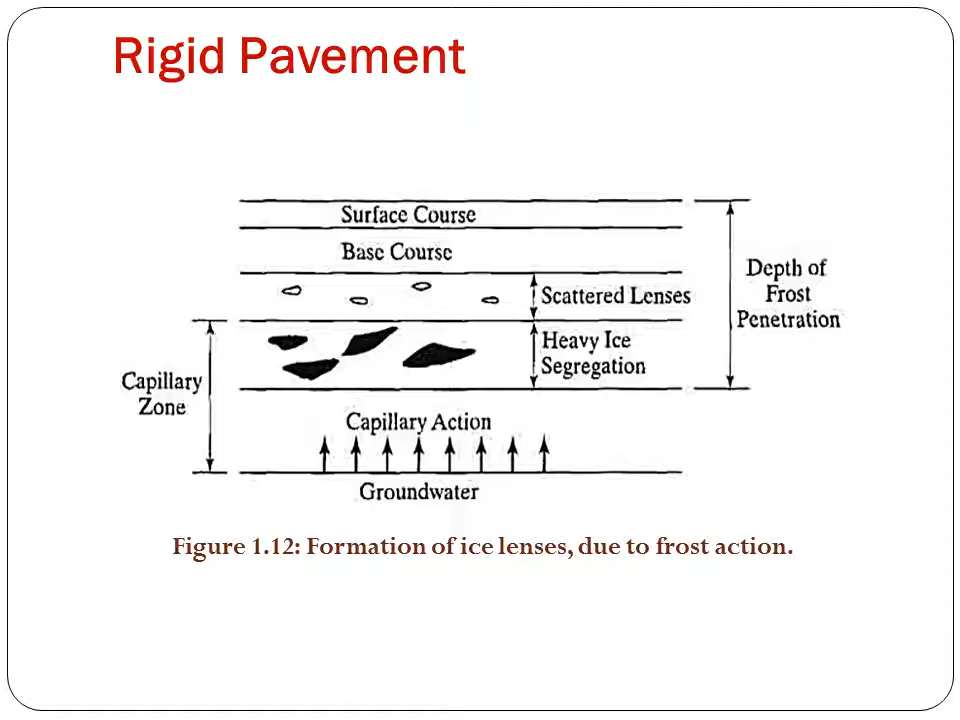 Rigid Pavement
Surface Course
Base Course
Scattered Lenses
Depth of
Frost
Penetration
Heavy Ice
Segregation
Capillary
Zone
Capillary Action
Groundwater
Figure 1.12: Formation of ice lenses, due to frost action.